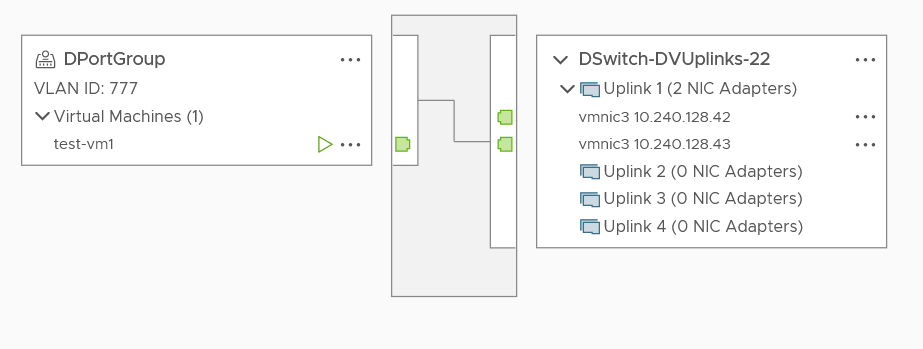 DPortGroup
VLAN ID: 777
Virtual Machines (1)
test-vm1
DSwitch-DVUplinks-22
Uplink 1 (2 NIC Adapters)
vmnic3 10.240.128.42
vmnic3 10.240.128.43
Uplink 2 (0 NIC Adapters)
Uplink 3 (0 NIC Adapters)
Uplink 4 (0 NIC Adapters)